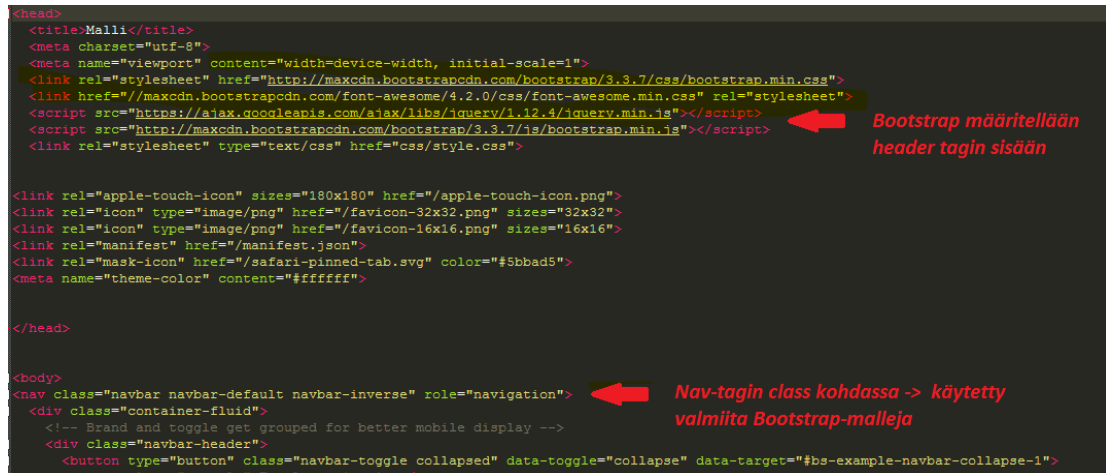 <head>
<title>Malli</title>
<meta charset="utf-8">
<meta name="viewport" content="width=device-width, initial-scale=1">
<link rel="stylesheet" href="http://maxcdn.bootstrapcdn.com/bootstrap/3.3.7/css/bootstrap.min.css">
<link href="//maxcdn.bootstrapcdn.com/font-awesome/4.2.0/css/font-awesome.min.css" rel="stylesheet">
<script src="https://ajax.googleapis.com/ajax/libs/jquery/1.12.4/jquery.min.js"></script>
<script src="http://maxcdn.bootstrapcdn.com/bootstrap/3.3.7/js/bootstrap.min.js"></script>
<link rel="stylesheet" type="text/css" href="css/style.css">
Bootstrap määritellään
header tagin sisään
<link rel="apple-touch-icon" sizes="180x180" href="/apple-touch-icon.png">
<link rel="icon" type="image/png" href="/favicon-32x32.png" sizes="32x32">
<link rel="icon" type="image/png" href="/favicon-16x16.png" sizes="16x16">
<link rel="manifest" href="/manifest.json">
<link rel="mask-icon" href="/safari-pinned-tab.svg" color="#5bbad5">
<meta name="theme-color" content="#ffffff">
</head>
<body>
<nav class="navbar navbar-default navbar-inverse" role="navigation">
Nav-tagin class kohdassa -> käytetty
valmiita Bootstrap-malleja
<div class="container-fluid">
<!-- Brand and toggle get grouped for better mobile display -->
<div class="navbar-header">
<button type="button" class="navbar-toggle collapsed" data-toggle="collapse" data-target="#bs-example-navbar-collapse-1">